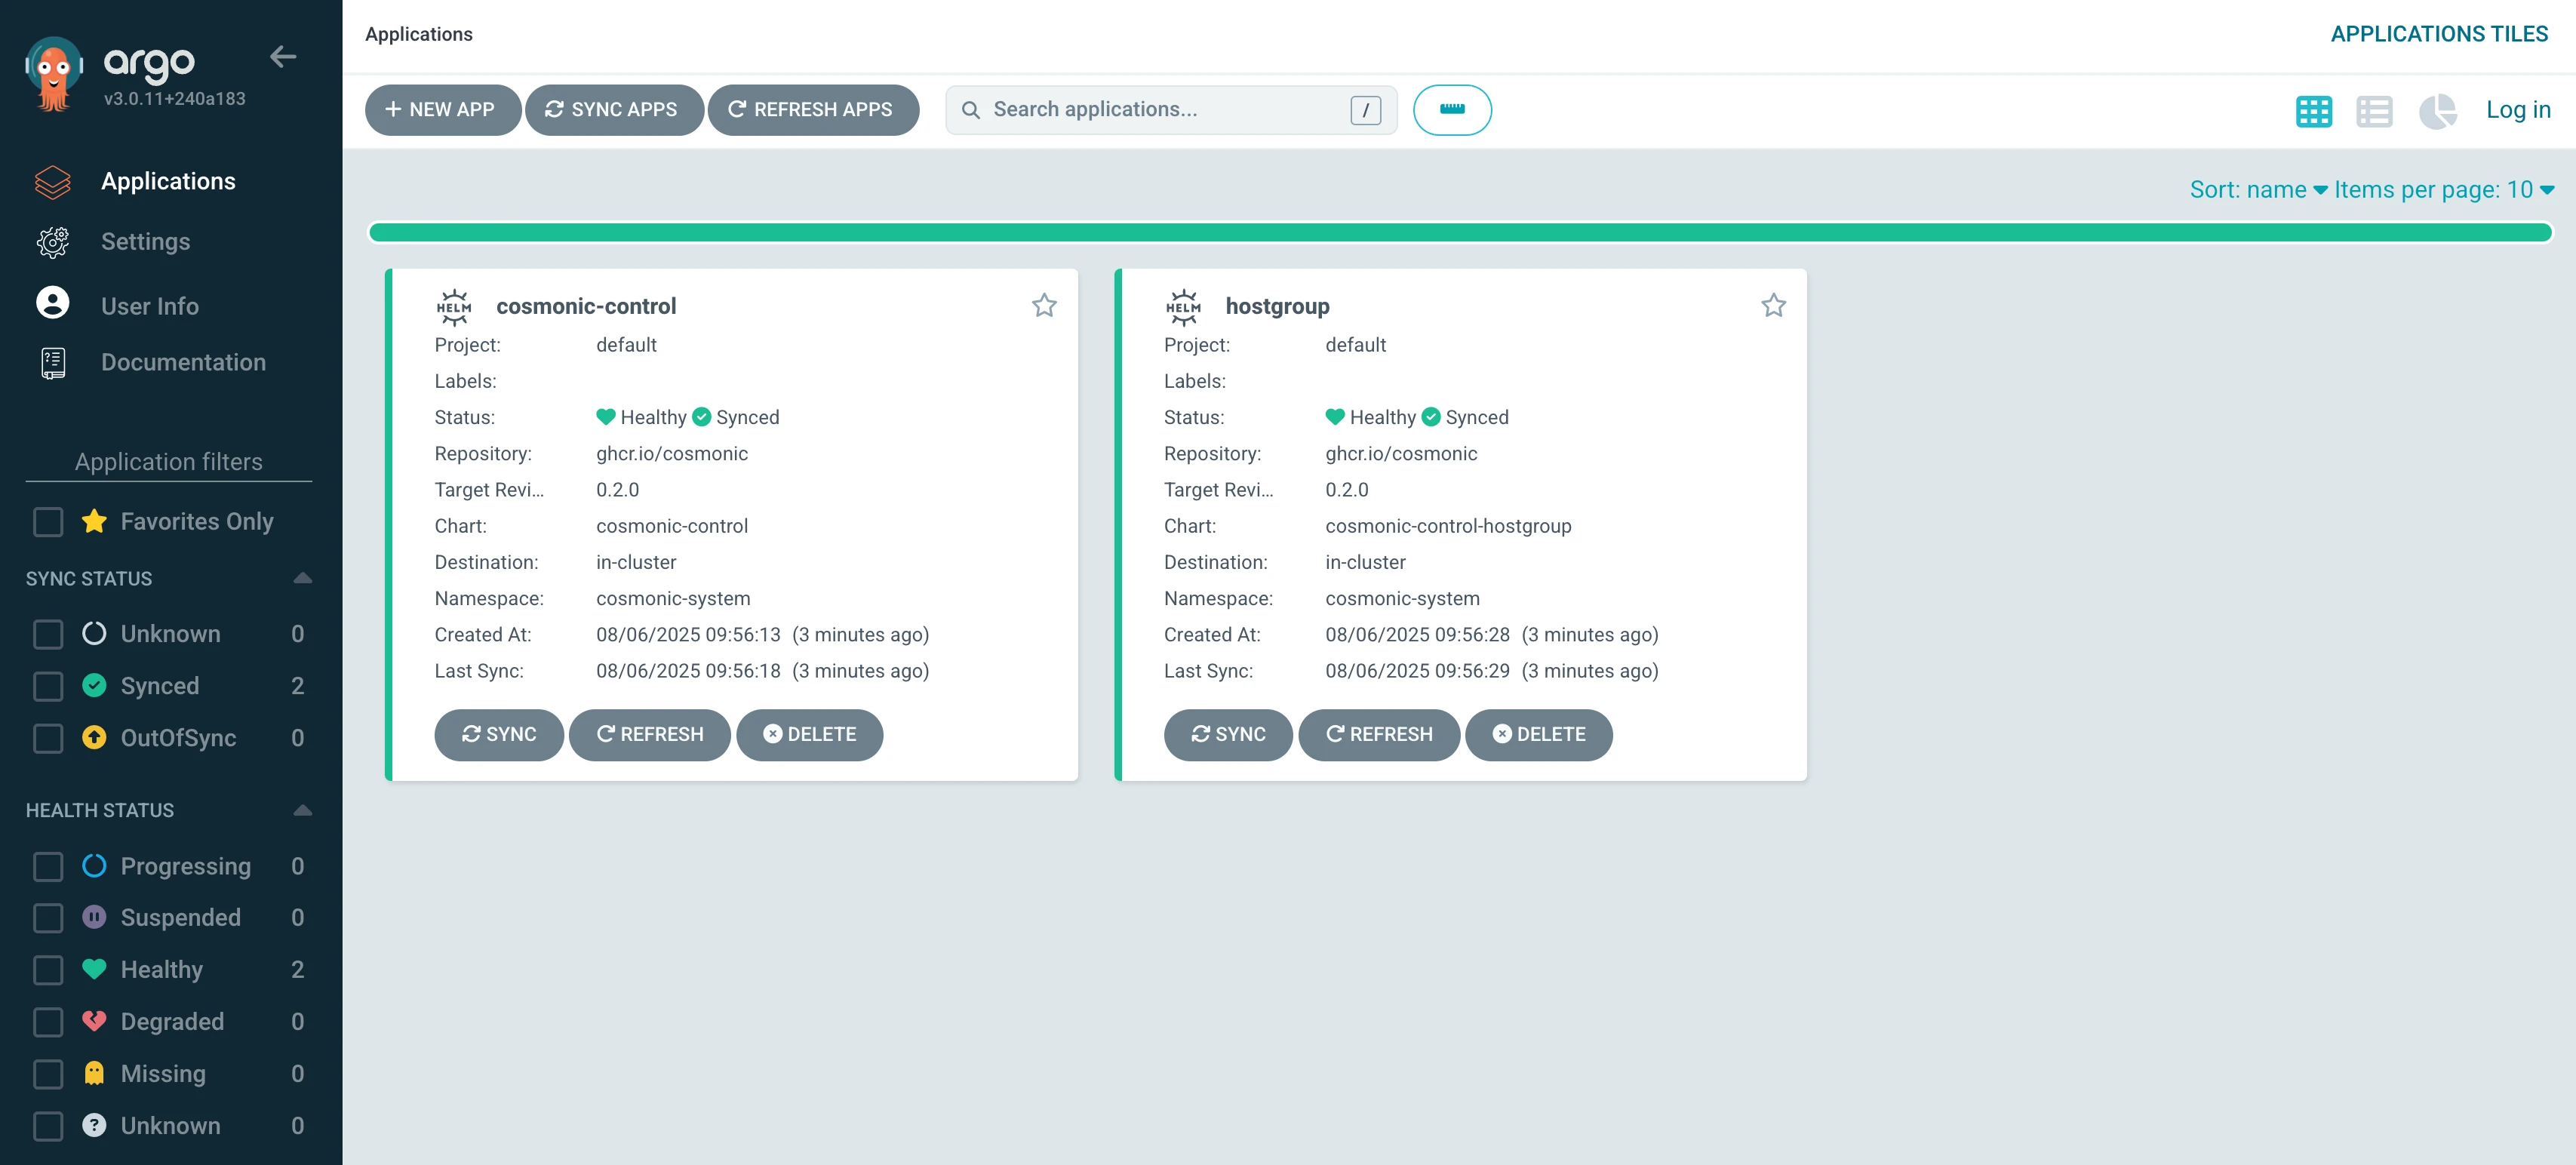 argo
v3.0.11+240a183
Applications
Settings
User Info
Documentation
Application filters
Favorites Only
SYNC STATUS
Unknown 0
Synced 2
OutOfSync 0
HEALTH STATUS
Progressing 0
Suspended 0
Healthy 2
Degraded 0
Missing 0
Unknown 0
Applications
APPLICATIONS TILES
+ NEW APP
SYNC APPS
REFRESH APPS
Search applications...
/
Log in
Sort: name
Items per page: 10
HELM
cosmonic-control
Project: default
Labels:
Status: Healthy Synced
Repository: ghcr.io/cosmonic
Target Revi... 0.2.0
Chart: cosmonic-control
Destination: in-cluster
Namespace: cosmonic-system
Created At: 08/06/2025 09:56:13 (3 minutes ago)
Last Sync: 08/06/2025 09:56:18 (3 minutes ago)
SYNC
REFRESH
DELETE
HELM
hostgroup
Project: default
Labels:
Status: Healthy Synced
Repository: ghcr.io/cosmonic
Target Revi... 0.2.0
Chart: cosmonic-control-hostgroup
Destination: in-cluster
Namespace: cosmonic-system
Created At: 08/06/2025 09:56:28 (3 minutes ago)
Last Sync: 08/06/2025 09:56:29 (3 minutes ago)
SYNC
REFRESH
DELETE